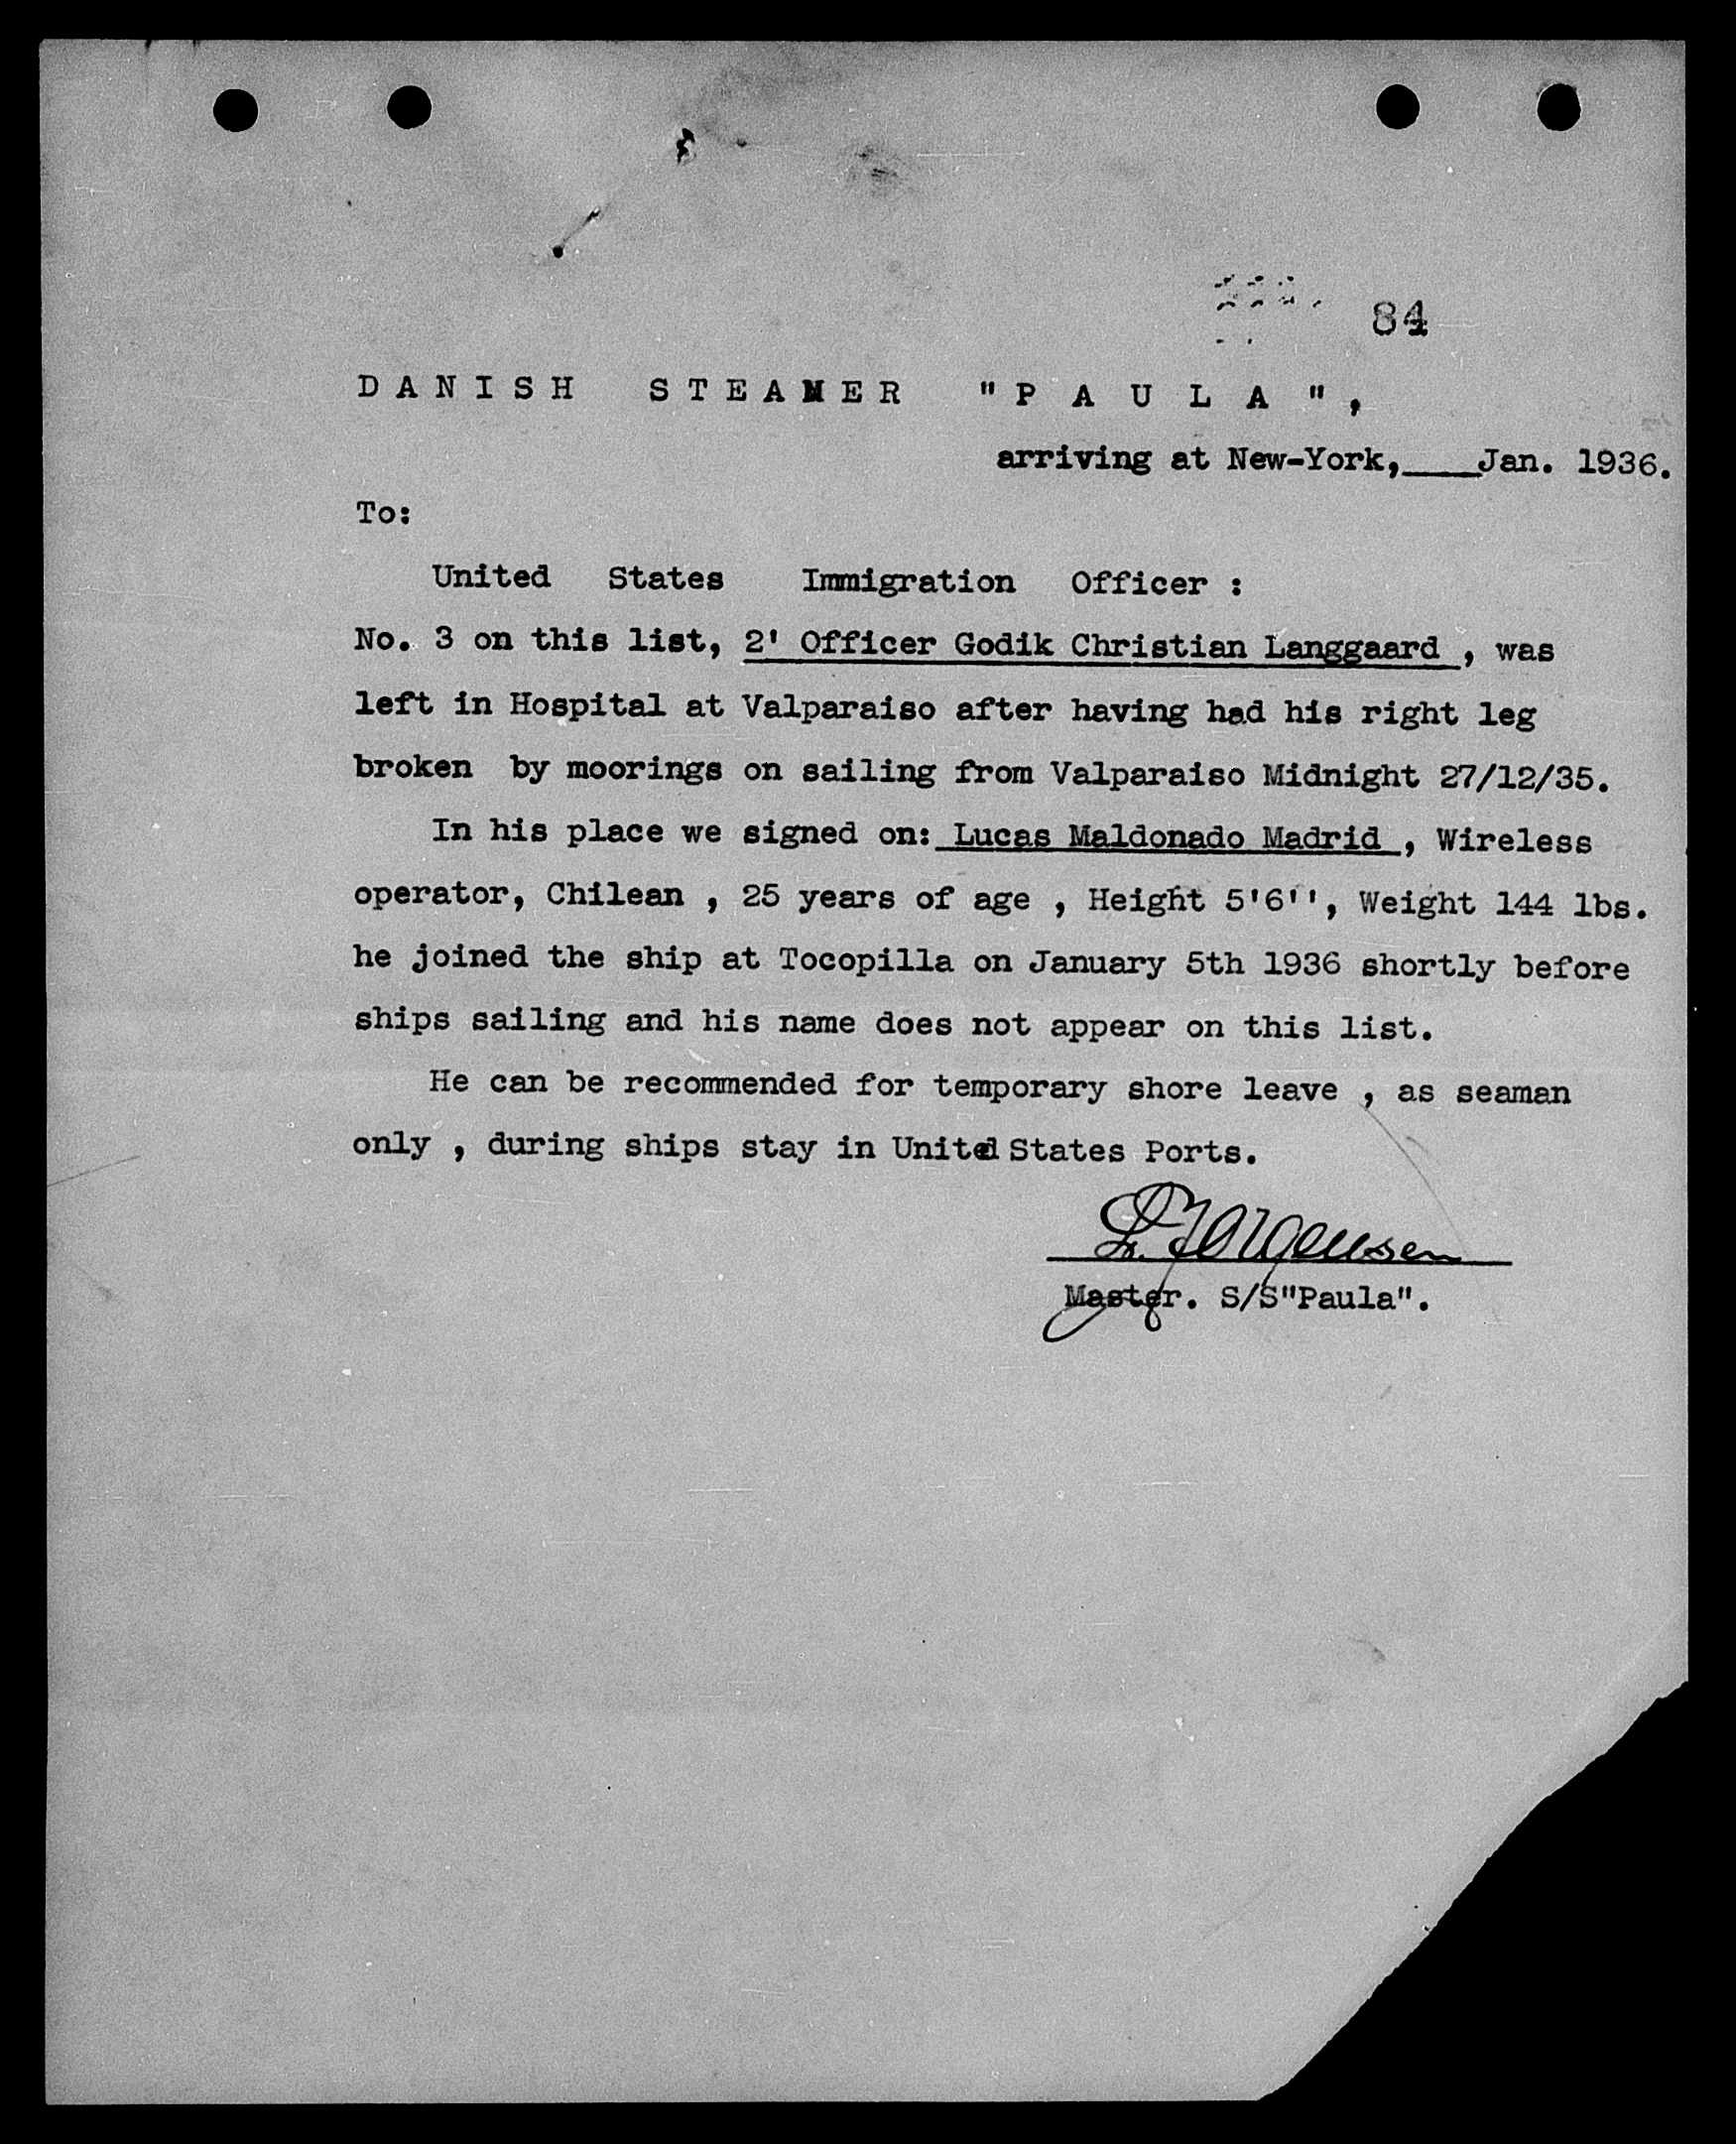 84
DANISH STEAMER "PAULA",
arriving at New-York,____Jan. 1936.
To:
United States Immigration Officer :
No. 3 on this list, 2' Officer Godik Christian Langgaard , was
left in Hospital at Valparaiso after having had his right leg
broken by moorings on sailing from Valparaiso Midnight 27/12/35.
In his place we signed on: Lucas Maldonado Madrid , Wireless
operator, Chilean , 25 years of age , Height 5'6'', Weight 144 lbs.
he joined the ship at Tocopilla on January 5th 1936 shortly before
ships sailing and his name does not appear on this list.
He can be recommended for temporary shore leave , as seaman
only , during ships stay in United States Ports.
L. Jörgensen
Master. S/S"Paula".